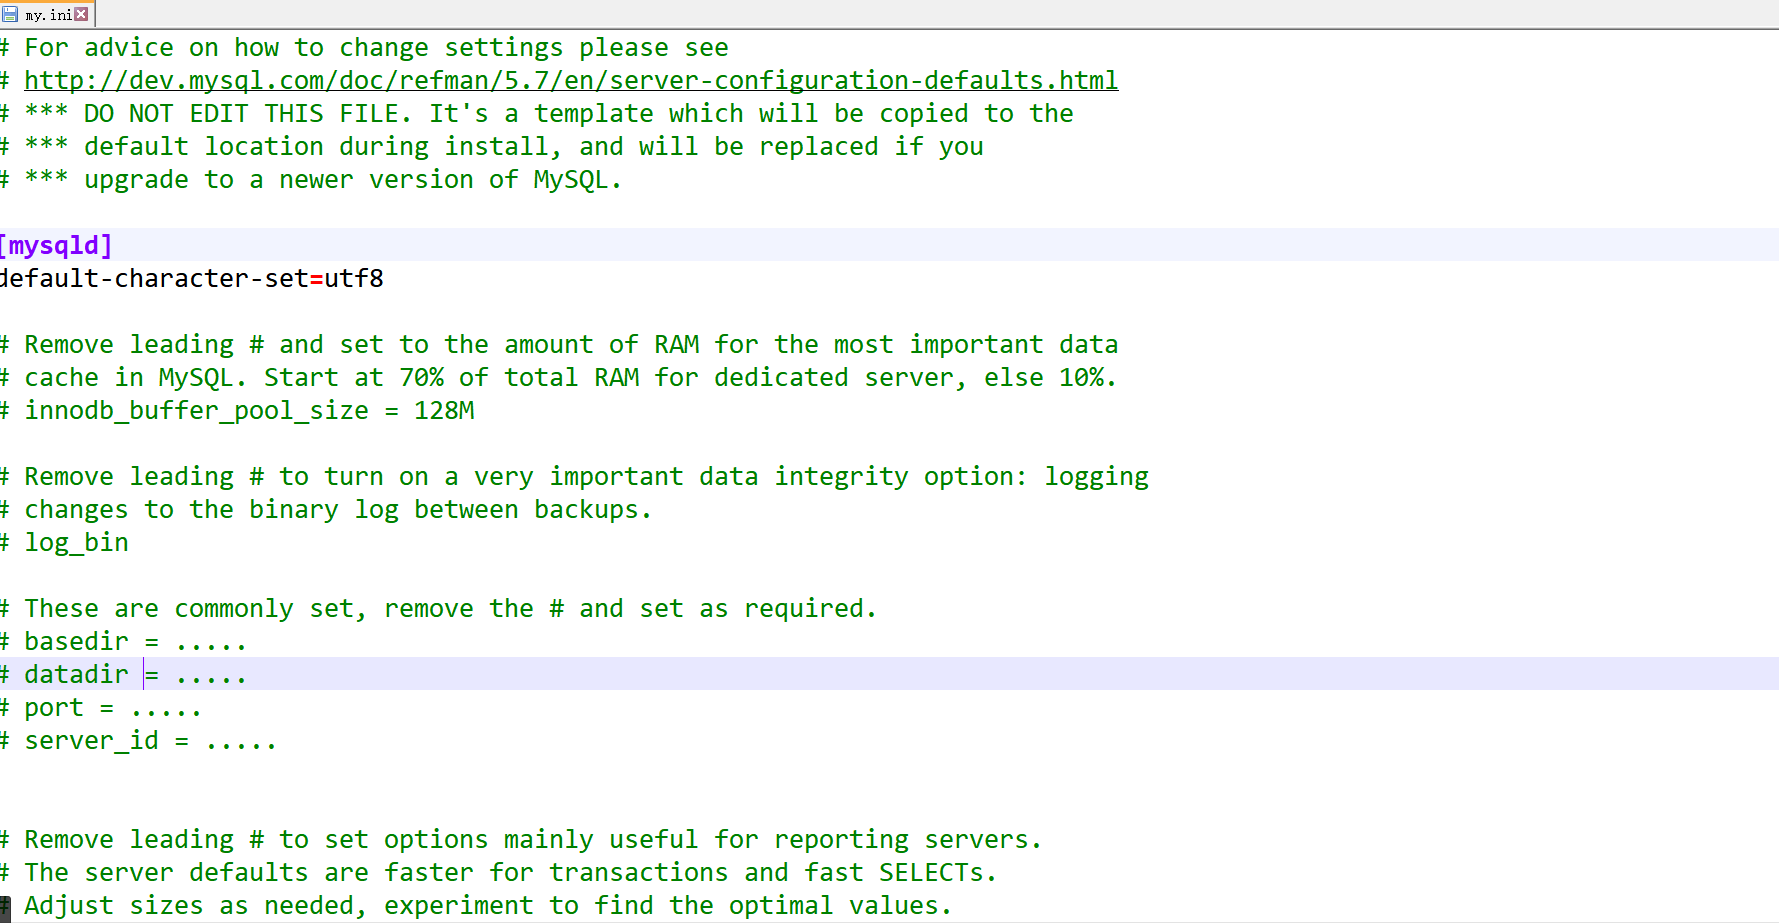 my.ini
# For advice on how to change settings please see
# http://dev.mysql.com/doc/refman/5.7/en/server-configuration-defaults.html
# *** DO NOT EDIT THIS FILE. It's a template which will be copied to the
# *** default location during install, and will be replaced if you
# *** upgrade to a newer version of MySQL.
[mysqld]
default-character-set=utf8
# Remove leading # and set to the amount of RAM for the most important data
# cache in MySQL. Start at 70% of total RAM for dedicated server, else 10%.
# innodb_buffer_pool_size = 128M
# Remove leading # to turn on a very important data integrity option: logging
# changes to the binary log between backups.
# log_bin
# These are commonly set, remove the # and set as required.
# basedir = .....
# datadir = .....
# port = .....
# server_id = .....
# Remove leading # to set options mainly useful for reporting servers.
# The server defaults are faster for transactions and fast SELECTs.
# Adjust sizes as needed, experiment to find the optimal values.